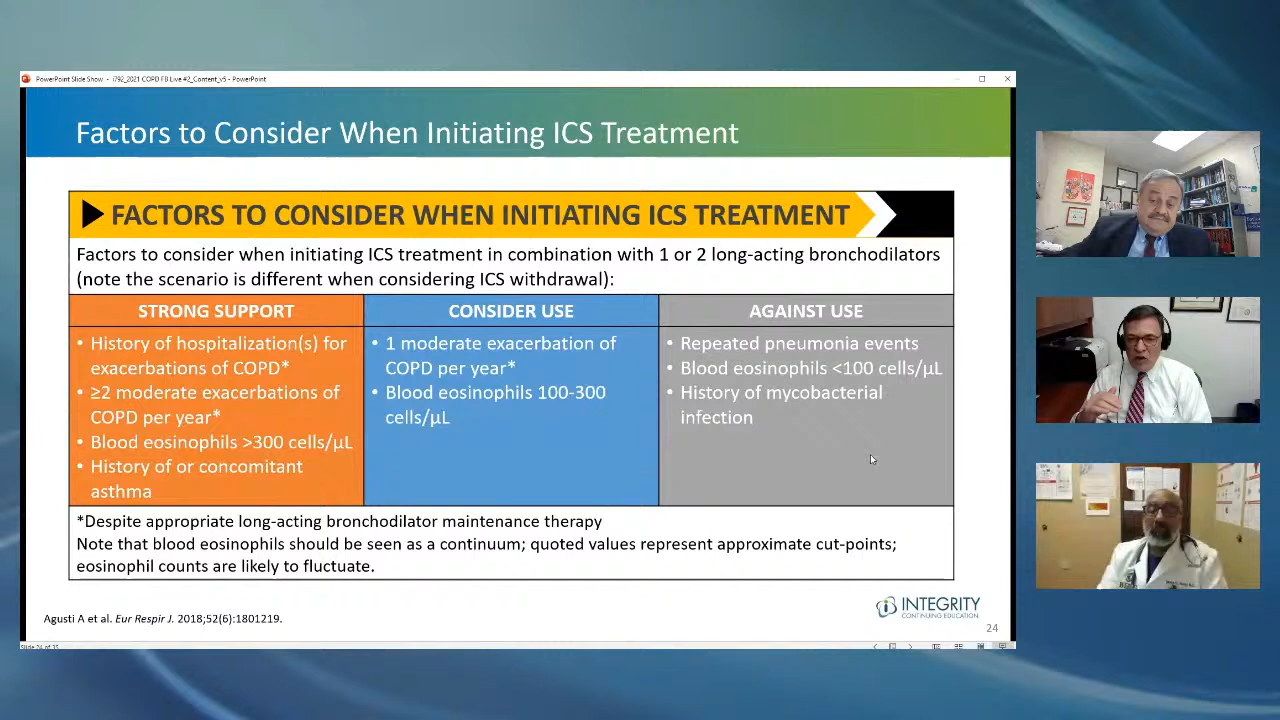 PowerPoint Slide Show - i792_2021 COPD FB Live #2_Content_v5 - PowerPoint
Factors to Consider When Initiating ICS Treatment
FACTORS TO CONSIDER WHEN INITIATING ICS TREATMENT
Factors to consider when initiating ICS treatment in combination with 1 or 2 long-acting bronchodilators
(note the scenario is different when considering ICS withdrawal):
STRONG SUPPORT
• History of hospitalization(s) for
exacerbations of COPD*
• ≥2 moderate exacerbations of
COPD per year*
• Blood eosinophils >300 cells/µL
• History of or concomitant
asthma
CONSIDER USE
• 1 moderate exacerbation of
COPD per year*
• Blood eosinophils 100-300
cells/µL
AGAINST USE
• Repeated pneumonia events
• Blood eosinophils <100 cells/µL
• History of mycobacterial
infection
*Despite appropriate long-acting bronchodilator maintenance therapy
Note that blood eosinophils should be seen as a continuum; quoted values represent approximate cut-points;
eosinophil counts are likely to fluctuate.
Agusti A et al. Eur Respir J. 2018;52(6):1801219.
INTEGRITY
CONTINUING EDUCATION
24